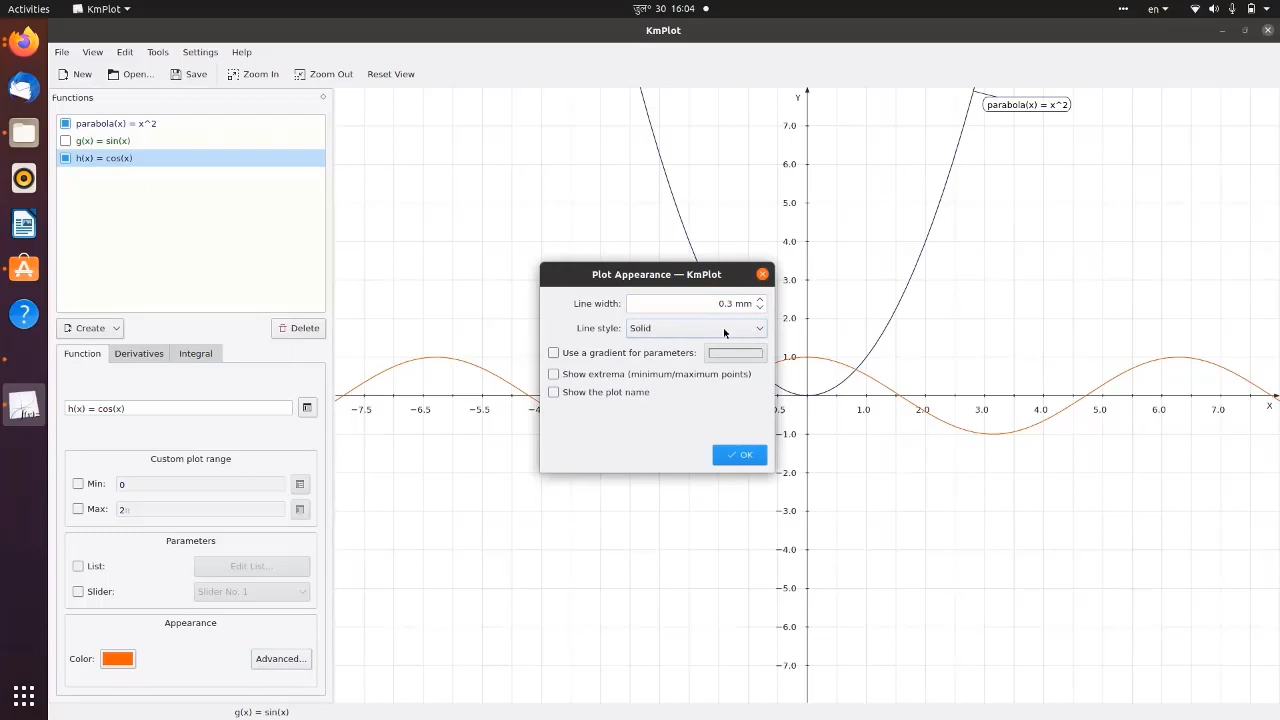 Activities
KmPlot
जुल॰ 30 16:04
en
KmPlot
File View Edit Tools Settings Help
New Open... Save Zoom In Zoom Out Reset View
Functions
parabola(x) = x^2
g(x) = sin(x)
h(x) = cos(x)
Create
Delete
Function Derivatives Integral
h(x) = cos(x)
Custom plot range
Min: 0
Max: 2π
Parameters
List: Edit List...
Slider: Slider No. 1
Appearance
Color: Advanced...
g(x) = sin(x)
Y
parabola(x) = x^2
7.0
6.0
5.0
4.0
3.0
2.0
1.0
−7.5 −6.5 −5.5 −4 0.5 1.0 2.0 3.0 4.0 5.0 6.0 7.0 X
−1.0
−2.0
−3.0
−4.0
−5.0
−6.0
−7.0
Plot Appearance — KmPlot
Line width: 0.3 mm
Line style: Solid
Use a gradient for parameters:
Show extrema (minimum/maximum points)
Show the plot name
OK